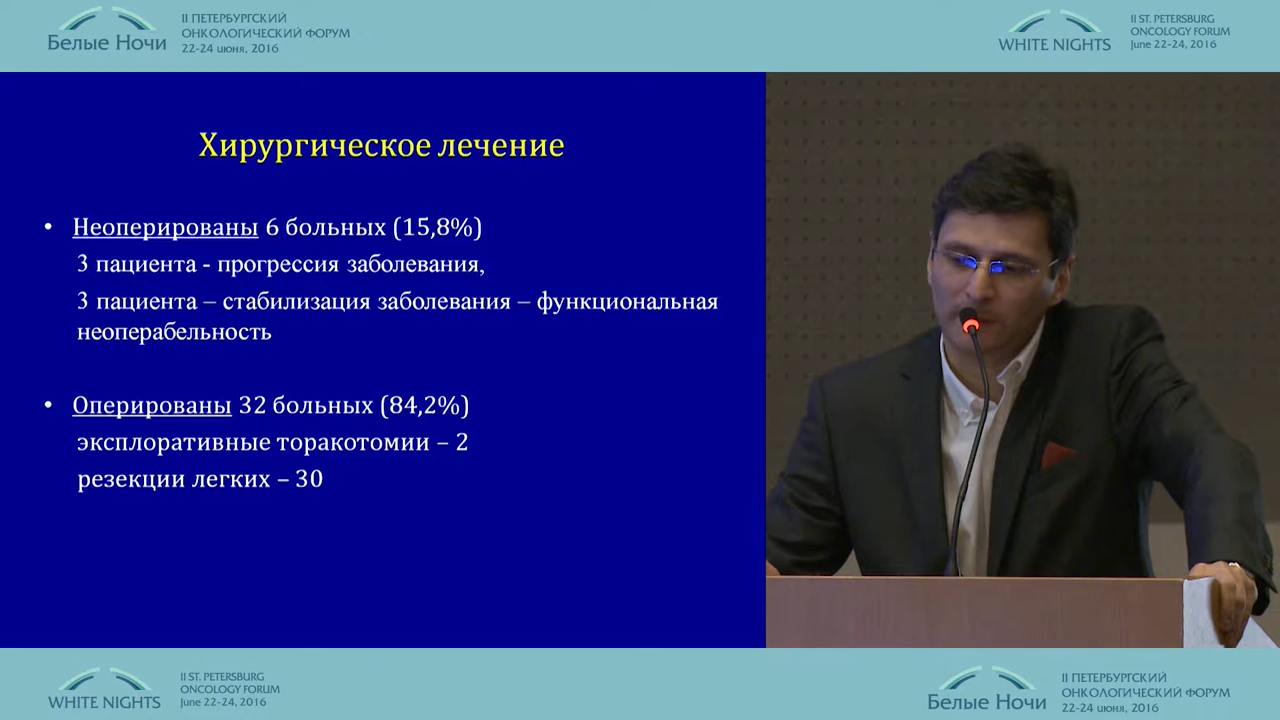 Белые Ночи
II ПЕТЕРБУРГСКИЙ
ОНКОЛОГИЧЕСКИЙ ФОРУМ
22-24 июня, 2016
WHITE NIGHTS
II ST. PETERSBURG
ONCOLOGY FORUM
June 22-24, 2016
Хирургическое лечение
• Неоперированы 6 больных (15,8%)
3 пациента - прогрессия заболевания,
3 пациента – стабилизация заболевания – функциональная
неоперабельность
• Оперированы 32 больных (84,2%)
эксплоративные торакотомии – 2
резекции легких – 30
WHITE NIGHTS
II ST. PETERSBURG
ONCOLOGY FORUM
June 22-24, 2016
Белые Ночи
II ПЕТЕРБУРГСКИЙ
ОНКОЛОГИЧЕСКИЙ ФОРУМ
22-24 июня, 2016